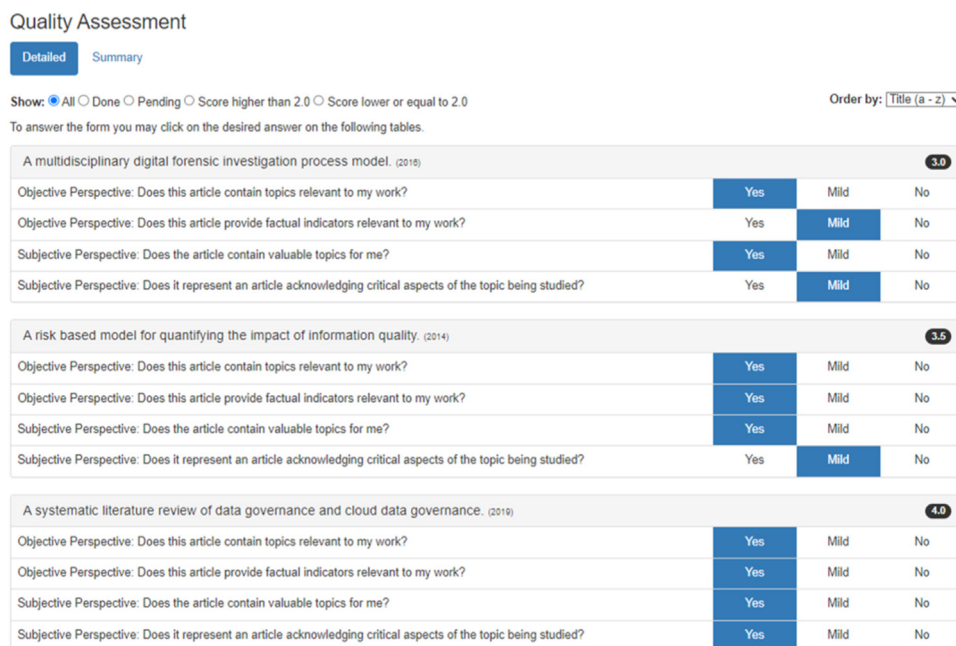 Quality Assessment
Detailed Summary
Show: All Done Pending Score higher than 2.0 Score lower or equal to 2.0 Order by: Title (a - z)
To answer the form you may click on the desired answer on the following tables.
A multidisciplinary digital forensic investigation process model. (2016) 3.0
Objective Perspective: Does this article contain topics relevant to my work? Yes Mild No
Objective Perspective: Does this article provide factual indicators relevant to my work? Yes Mild No
Subjective Perspective: Does the article contain valuable topics for me? Yes Mild No
Subjective Perspective: Does it represent an article acknowledging critical aspects of the topic being studied? Yes Mild No
A risk based model for quantifying the impact of information quality. (2014) 3.5
Objective Perspective: Does this article contain topics relevant to my work? Yes Mild No
Objective Perspective: Does this article provide factual indicators relevant to my work? Yes Mild No
Subjective Perspective: Does the article contain valuable topics for me? Yes Mild No
Subjective Perspective: Does it represent an article acknowledging critical aspects of the topic being studied? Yes Mild No
A systematic literature review of data governance and cloud data governance. (2019) 4.0
Objective Perspective: Does this article contain topics relevant to my work? Yes Mild No
Objective Perspective: Does this article provide factual indicators relevant to my work? Yes Mild No
Subjective Perspective: Does the article contain valuable topics for me? Yes Mild No
Subjective Perspective: Does it represent an article acknowledging critical aspects of the topic being studied? Yes Mild No